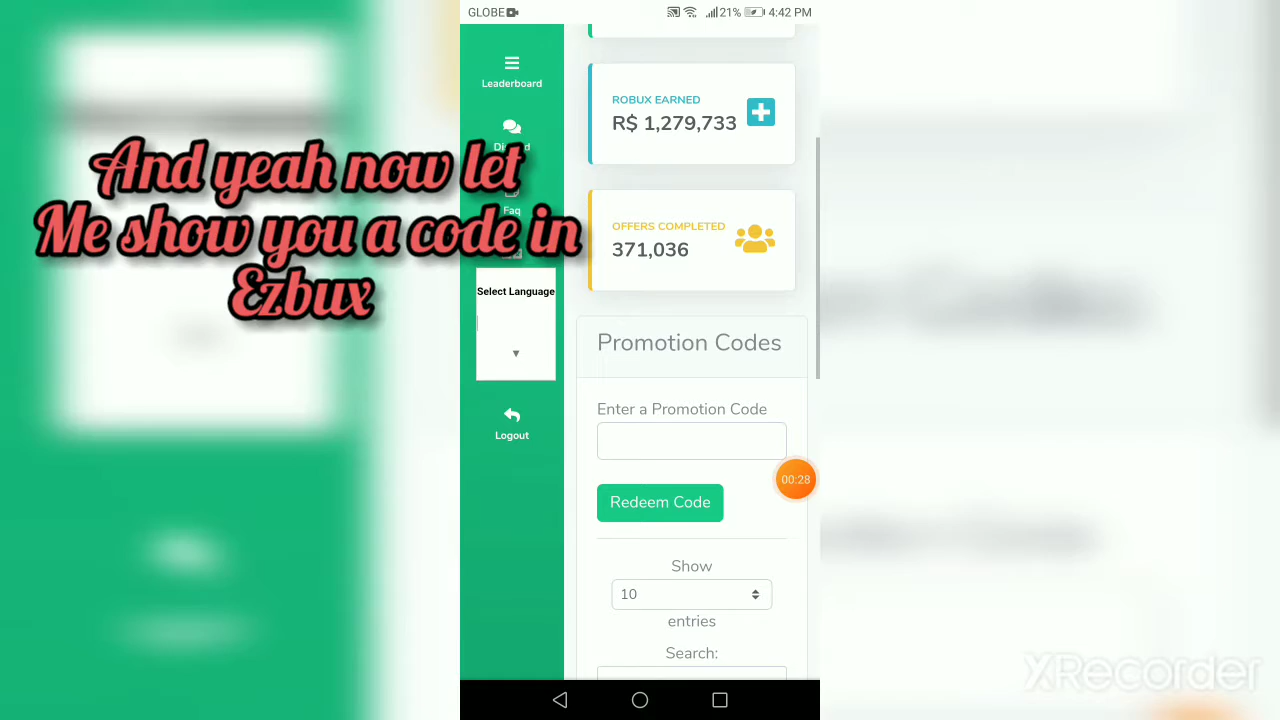 GLOBE
21%
4:42 PM
Leaderboard
ROBUX EARNED
R$ 1,279,733
And yeah now let
Me show you a code in
Ezbux
Faq
OFFERS COMPLETED
371,036
Select Language
▼
Logout
Promotion Codes
Enter a Promotion Code
00:28
Redeem Code
Show
10
entries
Search:
XRecorder